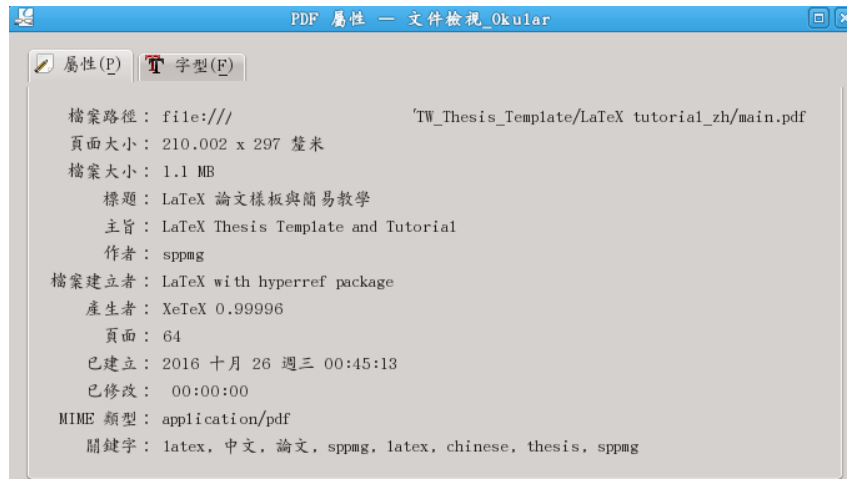 PDF 屬性 — 文件檢視_Okular
屬性(P) 字型(F)
檔案路徑： file:/// TW_Thesis_Template/LaTeX tutorial_zh/main.pdf
頁面大小： 210.002 x 297 釐米
檔案大小： 1.1 MB
標題： LaTeX 論文樣板與簡易教學
主旨： LaTeX Thesis Template and Tutorial
作者： sppmg
檔案建立者： LaTeX with hyperref package
產生者： XeTeX 0.99996
頁面： 64
已建立： 2016 十月 26 週三 00:45:13
已修改： 00:00:00
MIME 類型： application/pdf
關鍵字： latex, 中文, 論文, sppmg, latex, chinese, thesis, sppmg